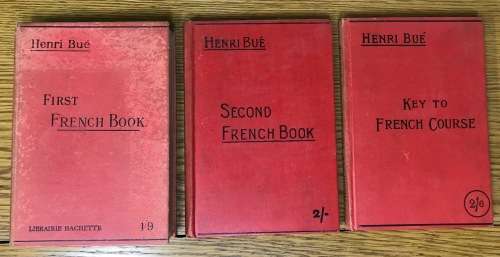 Henri Bué
First
French Book
Librairie Hachette 1/9
Henri Bué
Second
French Book
2/-
Henri Bué
Key to
French Course
2/6